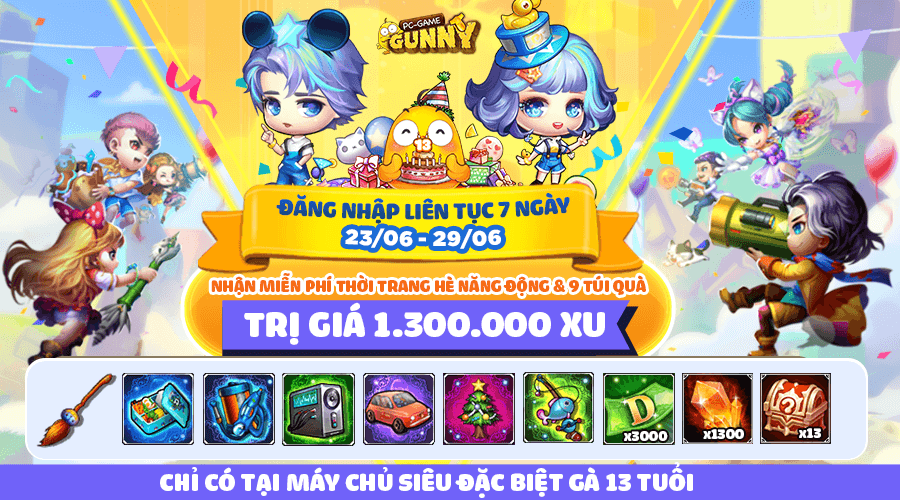 PC-GAME
GUNNY
13
ĐĂNG NHẬP LIÊN TỤC 7 NGÀY
23/06 - 29/06
NHẬN MIỄN PHÍ THỜI TRANG HÈ NĂNG ĐỘNG & 9 TÚI QUÀ
TRỊ GIÁ 1.300.000 XU
D
x3000
x1300
?
x13
CHỈ CÓ TẠI MÁY CHỦ SIÊU ĐẶC BIỆT GÀ 13 TUỔI